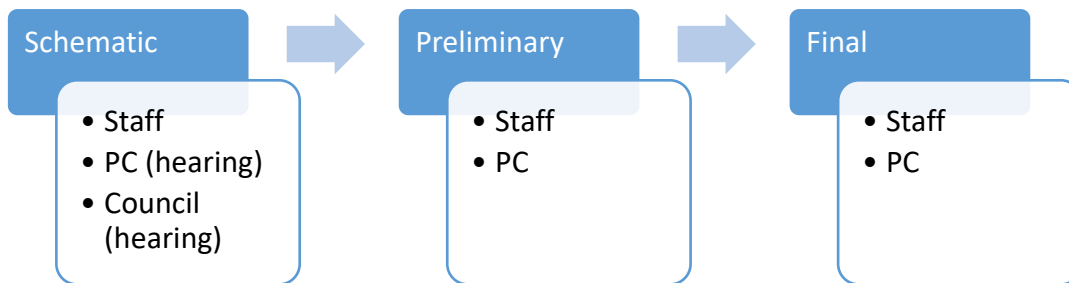 Schematic
• Staff
• PC (hearing)
• Council
(hearing)
Preliminary
• Staff
• PC
Final
• Staff
• PC